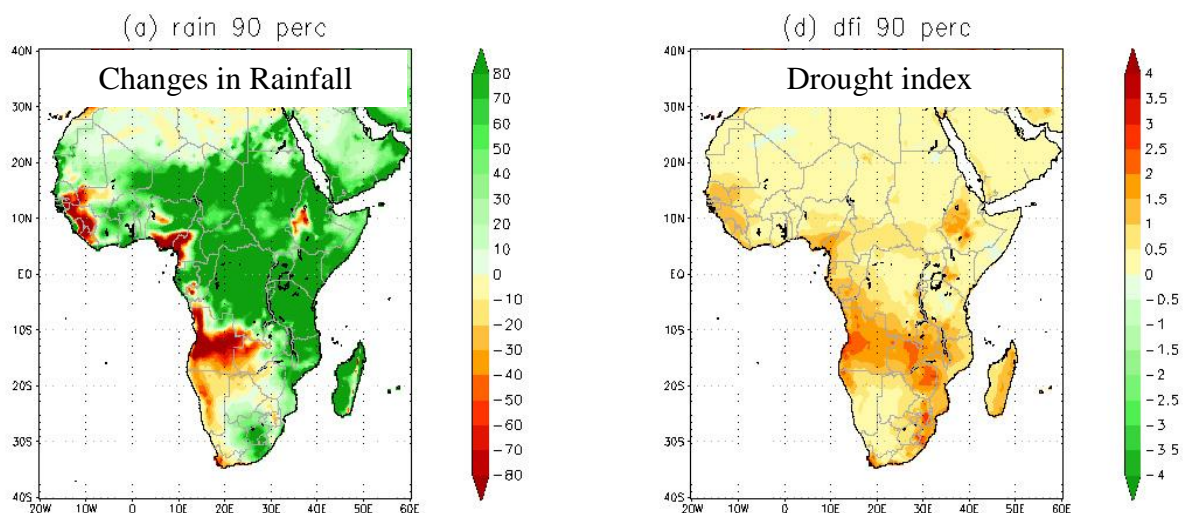 (a) rain 90 perc
Changes in Rainfall
40N
30N
20N
10N
EQ
10S
20S
30S
40S
20W 10W 0 10E 20E 30E 40E 50E 60E
80
70
60
50
40
30
20
10
0
-10
-20
-30
-40
-50
-60
-70
-80
(d) dfi 90 perc
Drought index
40N
30N
20N
10N
EQ
10S
20S
30S
40S
20W 10W 0 10E 20E 30E 40E 50E 60E
4
3.5
3
2.5
2
1.5
1
0.5
0
-0.5
-1
-1.5
-2
-2.5
-3
-3.5
-4